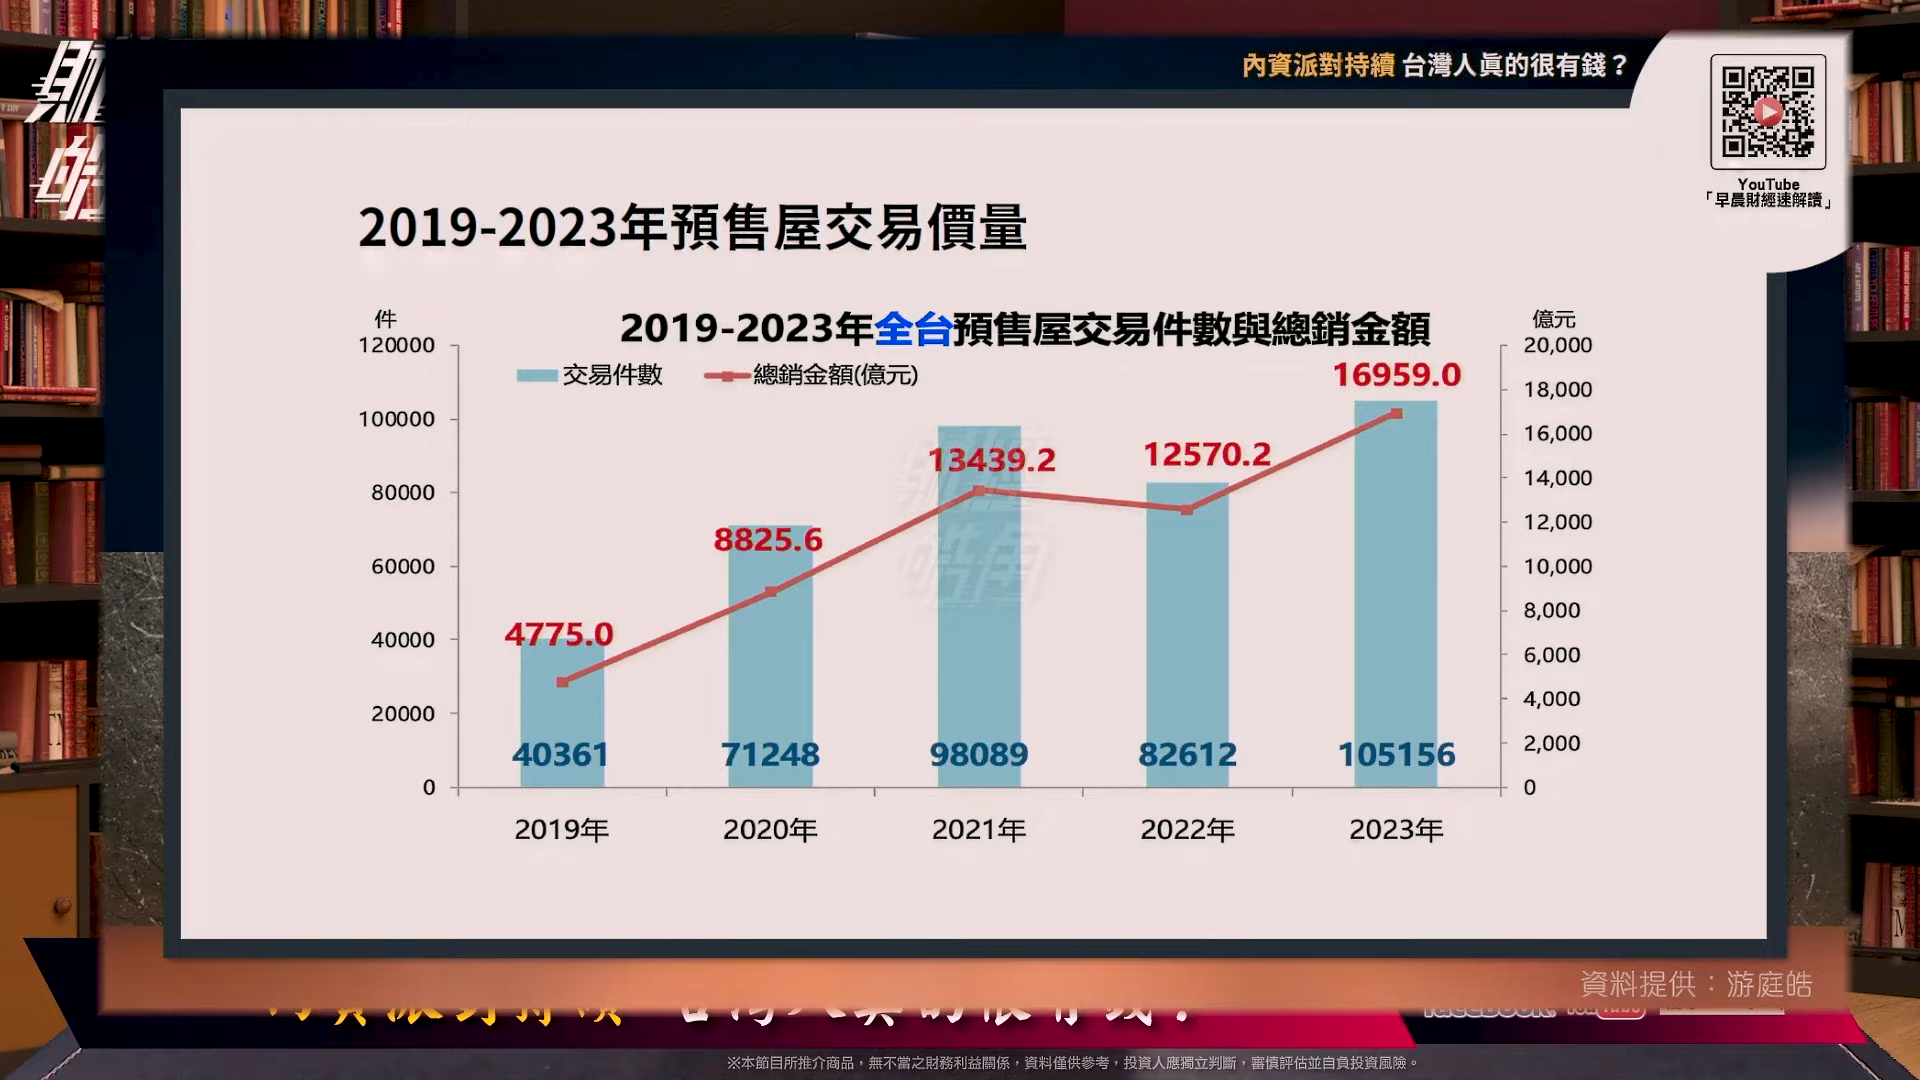 內資派對持續 台灣人真的很有錢？
YouTube
「早晨財經速解讀」
2019-2023年預售屋交易價量
2019-2023年全台預售屋交易件數與總銷金額
件
億元
交易件數
總銷金額(億元)
120000
100000
80000
60000
40000
20000
0
20,000
18,000
16,000
14,000
12,000
10,000
8,000
6,000
4,000
2,000
0
4775.0
8825.6
13439.2
12570.2
16959.0
40361
71248
98089
82612
105156
2019年
2020年
2021年
2022年
2023年
資料提供：游庭皓
※本節目所推介商品，無不當之財務利益關係，資料僅供參考，投資人應獨立判斷，審慎評估並自負投資風險。